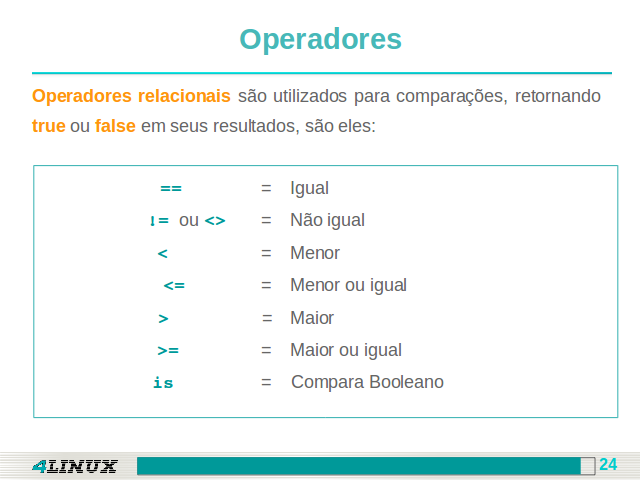 Operadores
Operadores relacionais são utilizados para comparações, retornando
true ou false em seus resultados, são eles:
== = Igual
!= ou <> = Não igual
< = Menor
<= = Menor ou igual
> = Maior
>= = Maior ou igual
is = Compara Booleano
4LINUX 24